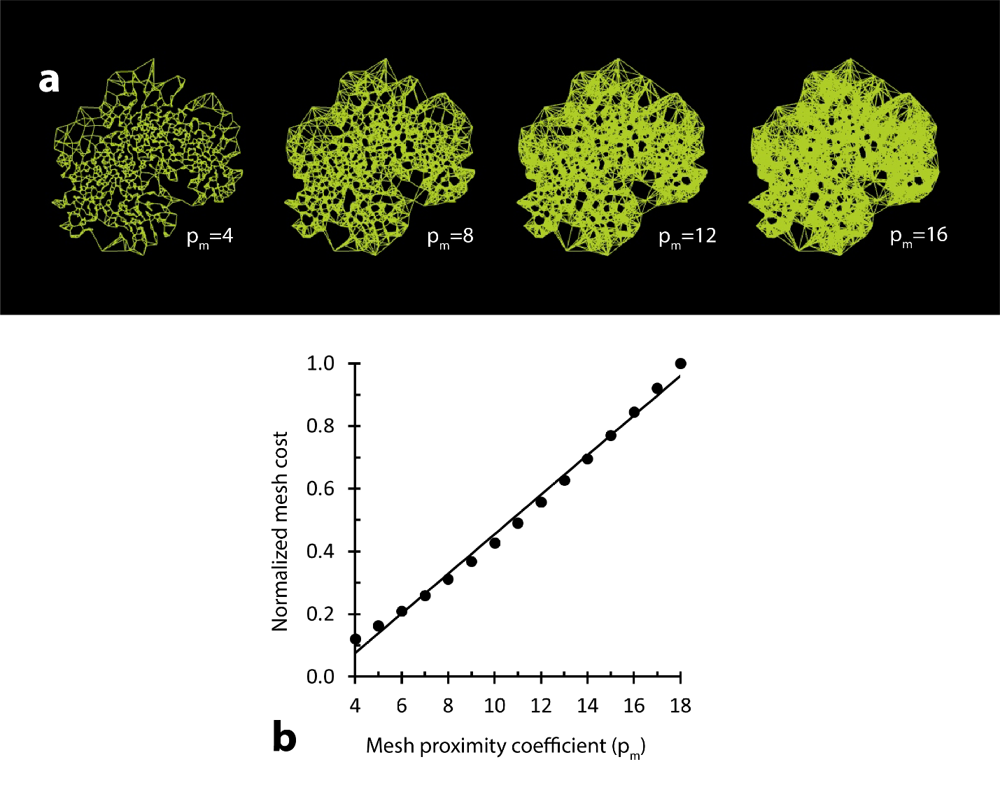 a
pm=4
pm=8
pm=12
pm=16
1.0
0.8
0.6
0.4
0.2
0.0
Normalized mesh cost
4 6 8 10 12 14 16 18
b
Mesh proximity coefficient (pm)